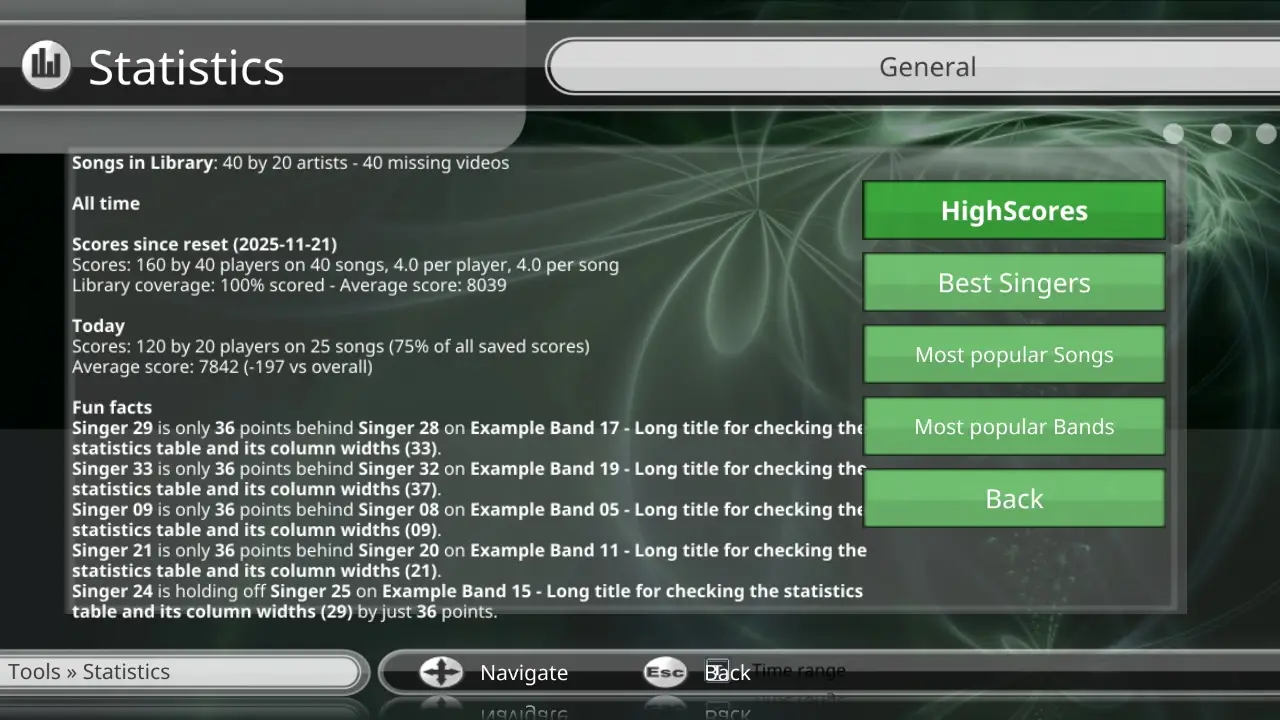 Statistics
General
Songs in Library: 40 by 20 artists - 40 missing videos
All time
Scores since reset (2025-11-21)
Scores: 160 by 40 players on 40 songs, 4.0 per player, 4.0 per song
Library coverage: 100% scored - Average score: 8039
Today
Scores: 120 by 20 players on 25 songs (75% of all saved scores)
Average score: 7842 (-197 vs overall)
Fun facts
Singer 29 is only 36 points behind Singer 28 on Example Band 17 - Long title for checking the
statistics table and its column widths (33).
Singer 33 is only 36 points behind Singer 32 on Example Band 19 - Long title for checking the
statistics table and its column widths (37).
Singer 09 is only 36 points behind Singer 08 on Example Band 05 - Long title for checking the
statistics table and its column widths (09).
Singer 21 is only 36 points behind Singer 20 on Example Band 11 - Long title for checking the
statistics table and its column widths (21).
Singer 24 is holding off Singer 25 on Example Band 15 - Long title for checking the statistics
table and its column widths (29) by just 36 points.
HighScores
Best Singers
Most popular Songs
Most popular Bands
Back
Tools » Statistics
Navigate
Esc
Back
Time range